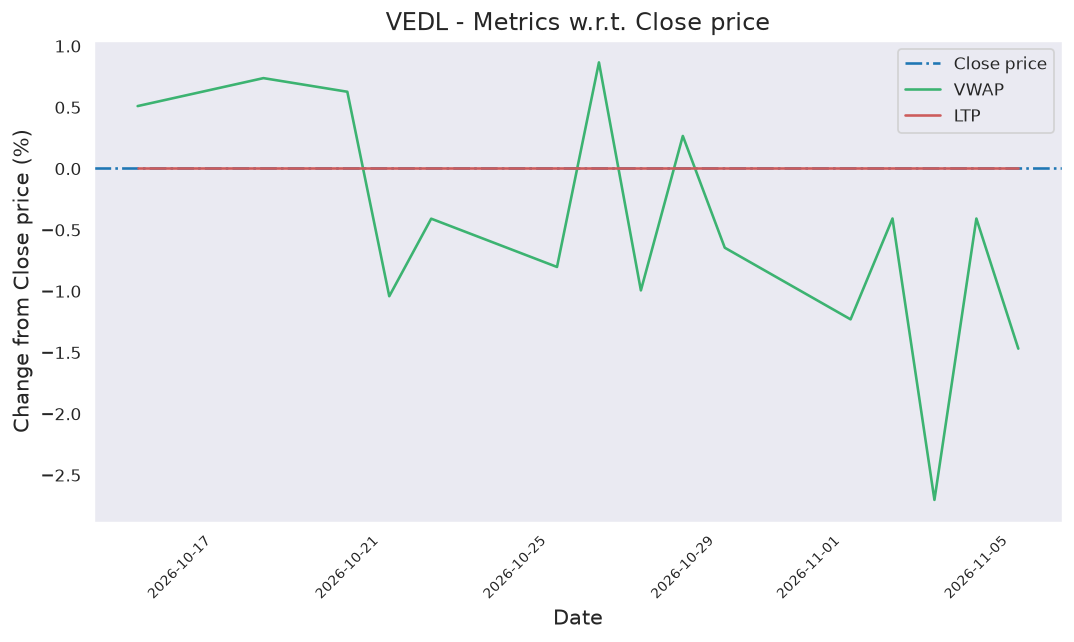 VEDL - Metrics w.r.t. Close price
Close price
VWAP
LTP
Change from Close price (%)
1.0
0.5
0.0
−0.5
−1.0
−1.5
−2.0
−2.5
2026-10-17
2026-10-21
2026-10-25
2026-10-29
2026-11-01
2026-11-05
Date